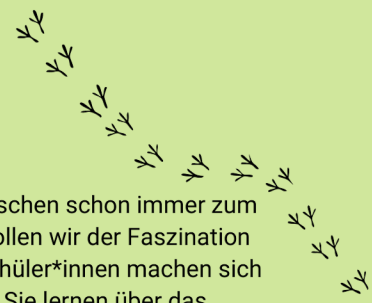 schen schon immer zum
ollen wir der Faszination
hüler*innen machen sich
Sie lernen über das